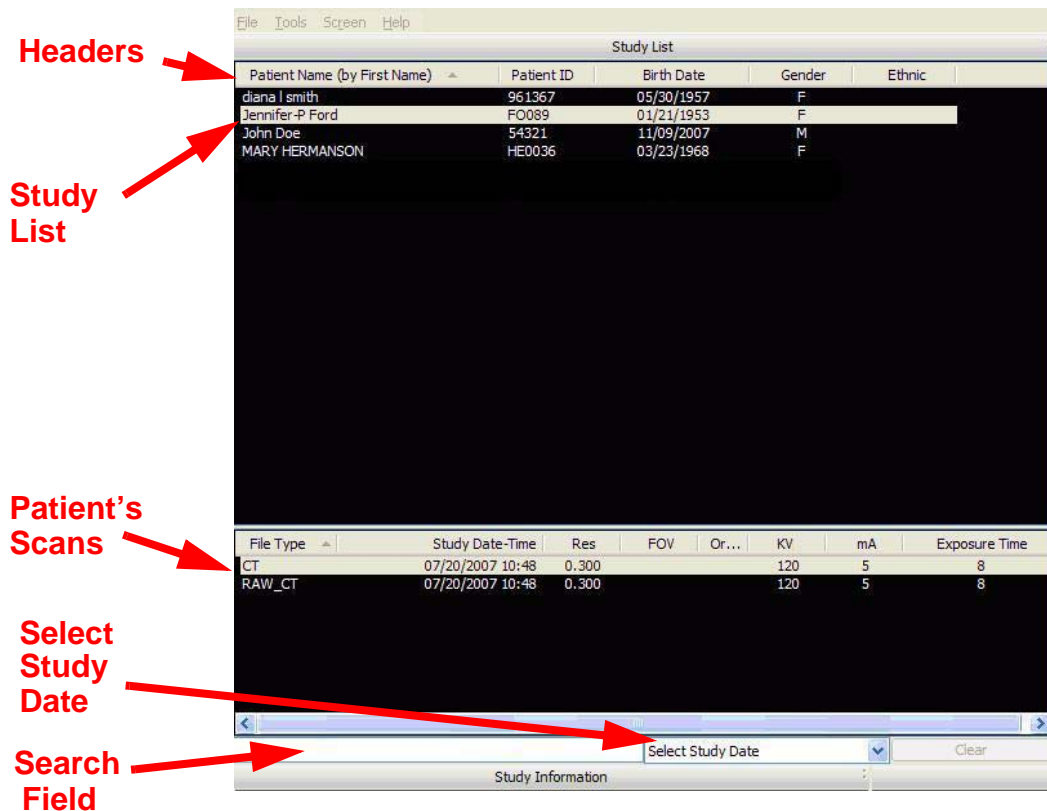 File Tools Screen Help
Study List
Headers
Patient Name (by First Name) Patient ID Birth Date Gender Ethnic
diana l smith 961367 05/30/1957 F
Jennifer-P Ford FO089 01/21/1953 F
John Doe 54321 11/09/2007 M
MARY HERMANSON HE0036 03/23/1968 F
Study
List
Patient's
Scans
File Type Study Date-Time Res FOV Or... KV mA Exposure Time
CT 07/20/2007 10:48 0.300 120 5 8
RAW_CT 07/20/2007 10:48 0.300 120 5 8
Select
Study
Date
Select Study Date Clear
Search
Field
Study Information